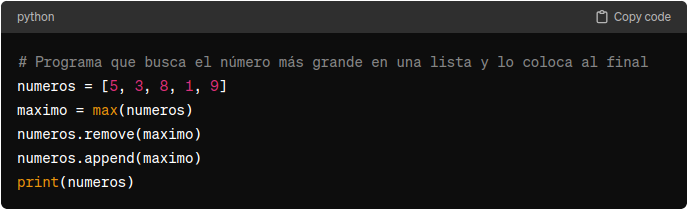 python
Copy code
# Programa que busca el número más grande en una lista y lo coloca al final
numeros = [5, 3, 8, 1, 9]
maximo = max(numeros)
numeros.remove(maximo)
numeros.append(maximo)
print(numeros)